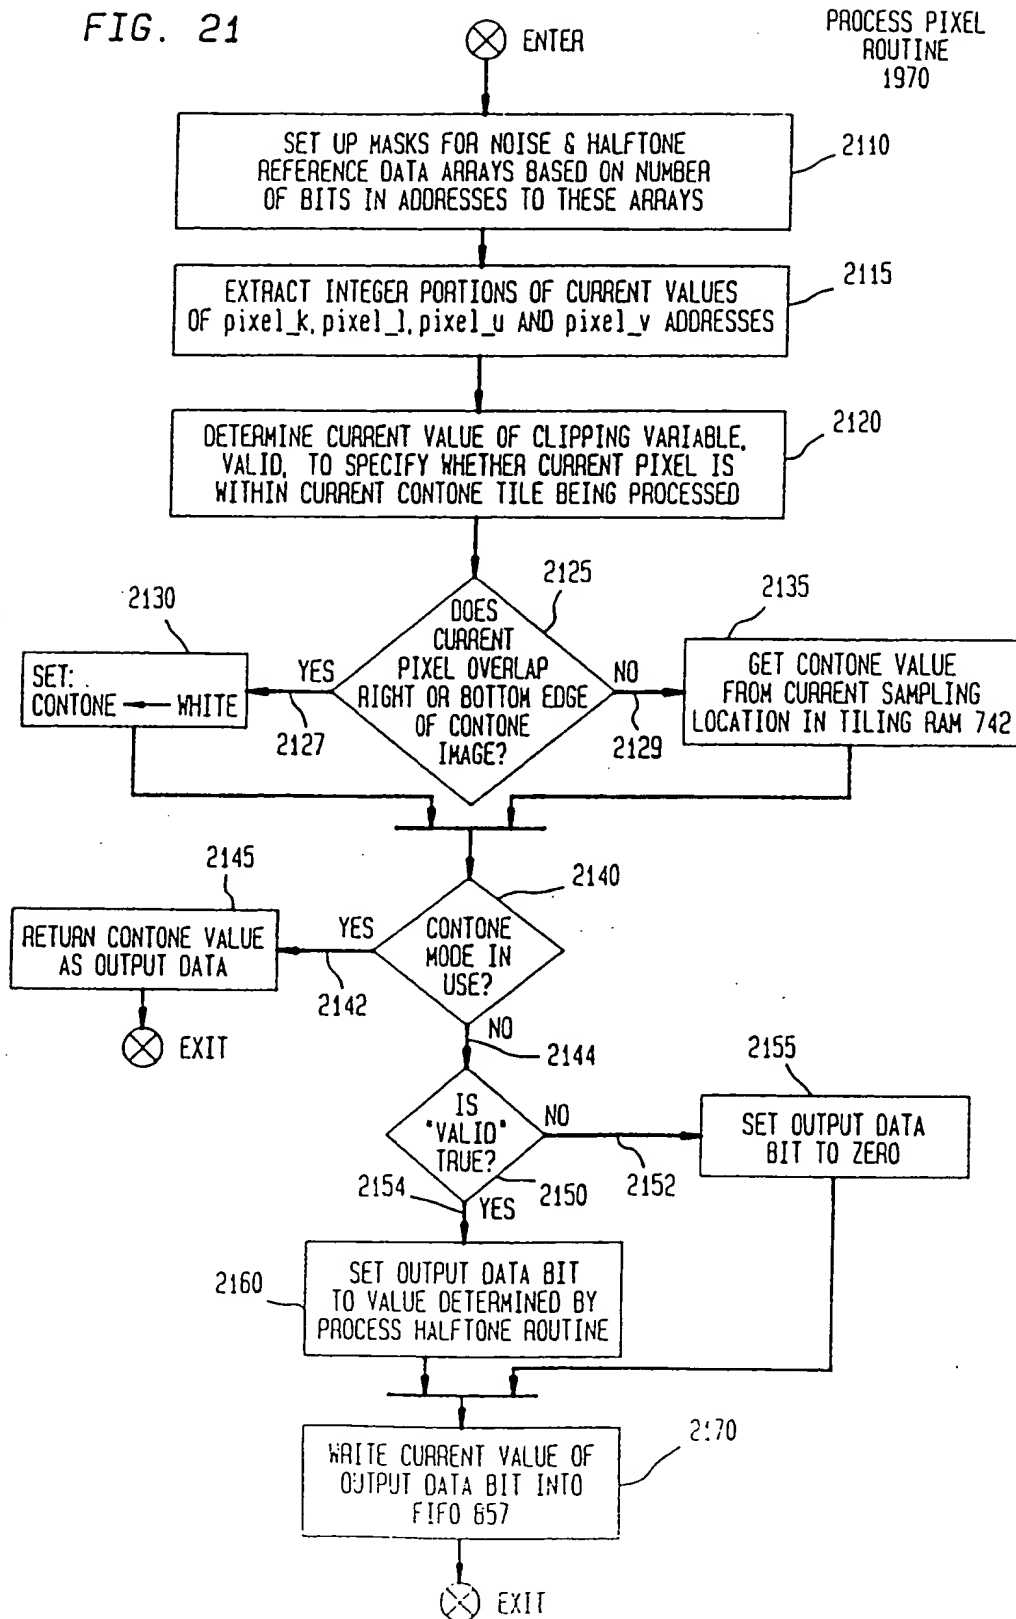 FIG. 21
PROCESS PIXEL
ROUTINE
1970
ENTER
SET UP MASKS FOR NOISE & HALFTONE
REFERENCE DATA ARRAYS BASED ON NUMBER
OF BITS IN ADDRESSES TO THESE ARRAYS
2110
EXTRACT INTEGER PORTIONS OF CURRENT VALUES
OF pixel_k, pixel_l, pixel_u AND pixel_v ADDRESSES
2115
DETERMINE CURRENT VALUE OF CLIPPING VARIABLE,
VALID, TO SPECIFY WHETHER CURRENT PIXEL IS
WITHIN CURRENT CONTONE TILE BEING PROCESSED
2120
DOES
CURRENT
PIXEL OVERLAP
RIGHT OR BOTTOM EDGE
OF CONTONE
IMAGE?
2125
2130
YES
2127
SET:
CONTONE ← WHITE
NO
2129
2135
GET CONTONE VALUE
FROM CURRENT SAMPLING
LOCATION IN TILING RAM 742
2140
CONTONE
MODE IN
USE?
2145
YES
2142
RETURN CONTONE VALUE
AS OUTPUT DATA
EXIT
NO
2144
IS
"VALID"
TRUE?
2150
NO
2152
2155
SET OUTPUT DATA
BIT TO ZERO
2154
YES
2160
SET OUTPUT DATA BIT
TO VALUE DETERMINED BY
PROCESS HALFTONE ROUTINE
2170
WRITE CURRENT VALUE OF
OUTPUT DATA BIT INTO
FIFO 857
EXIT